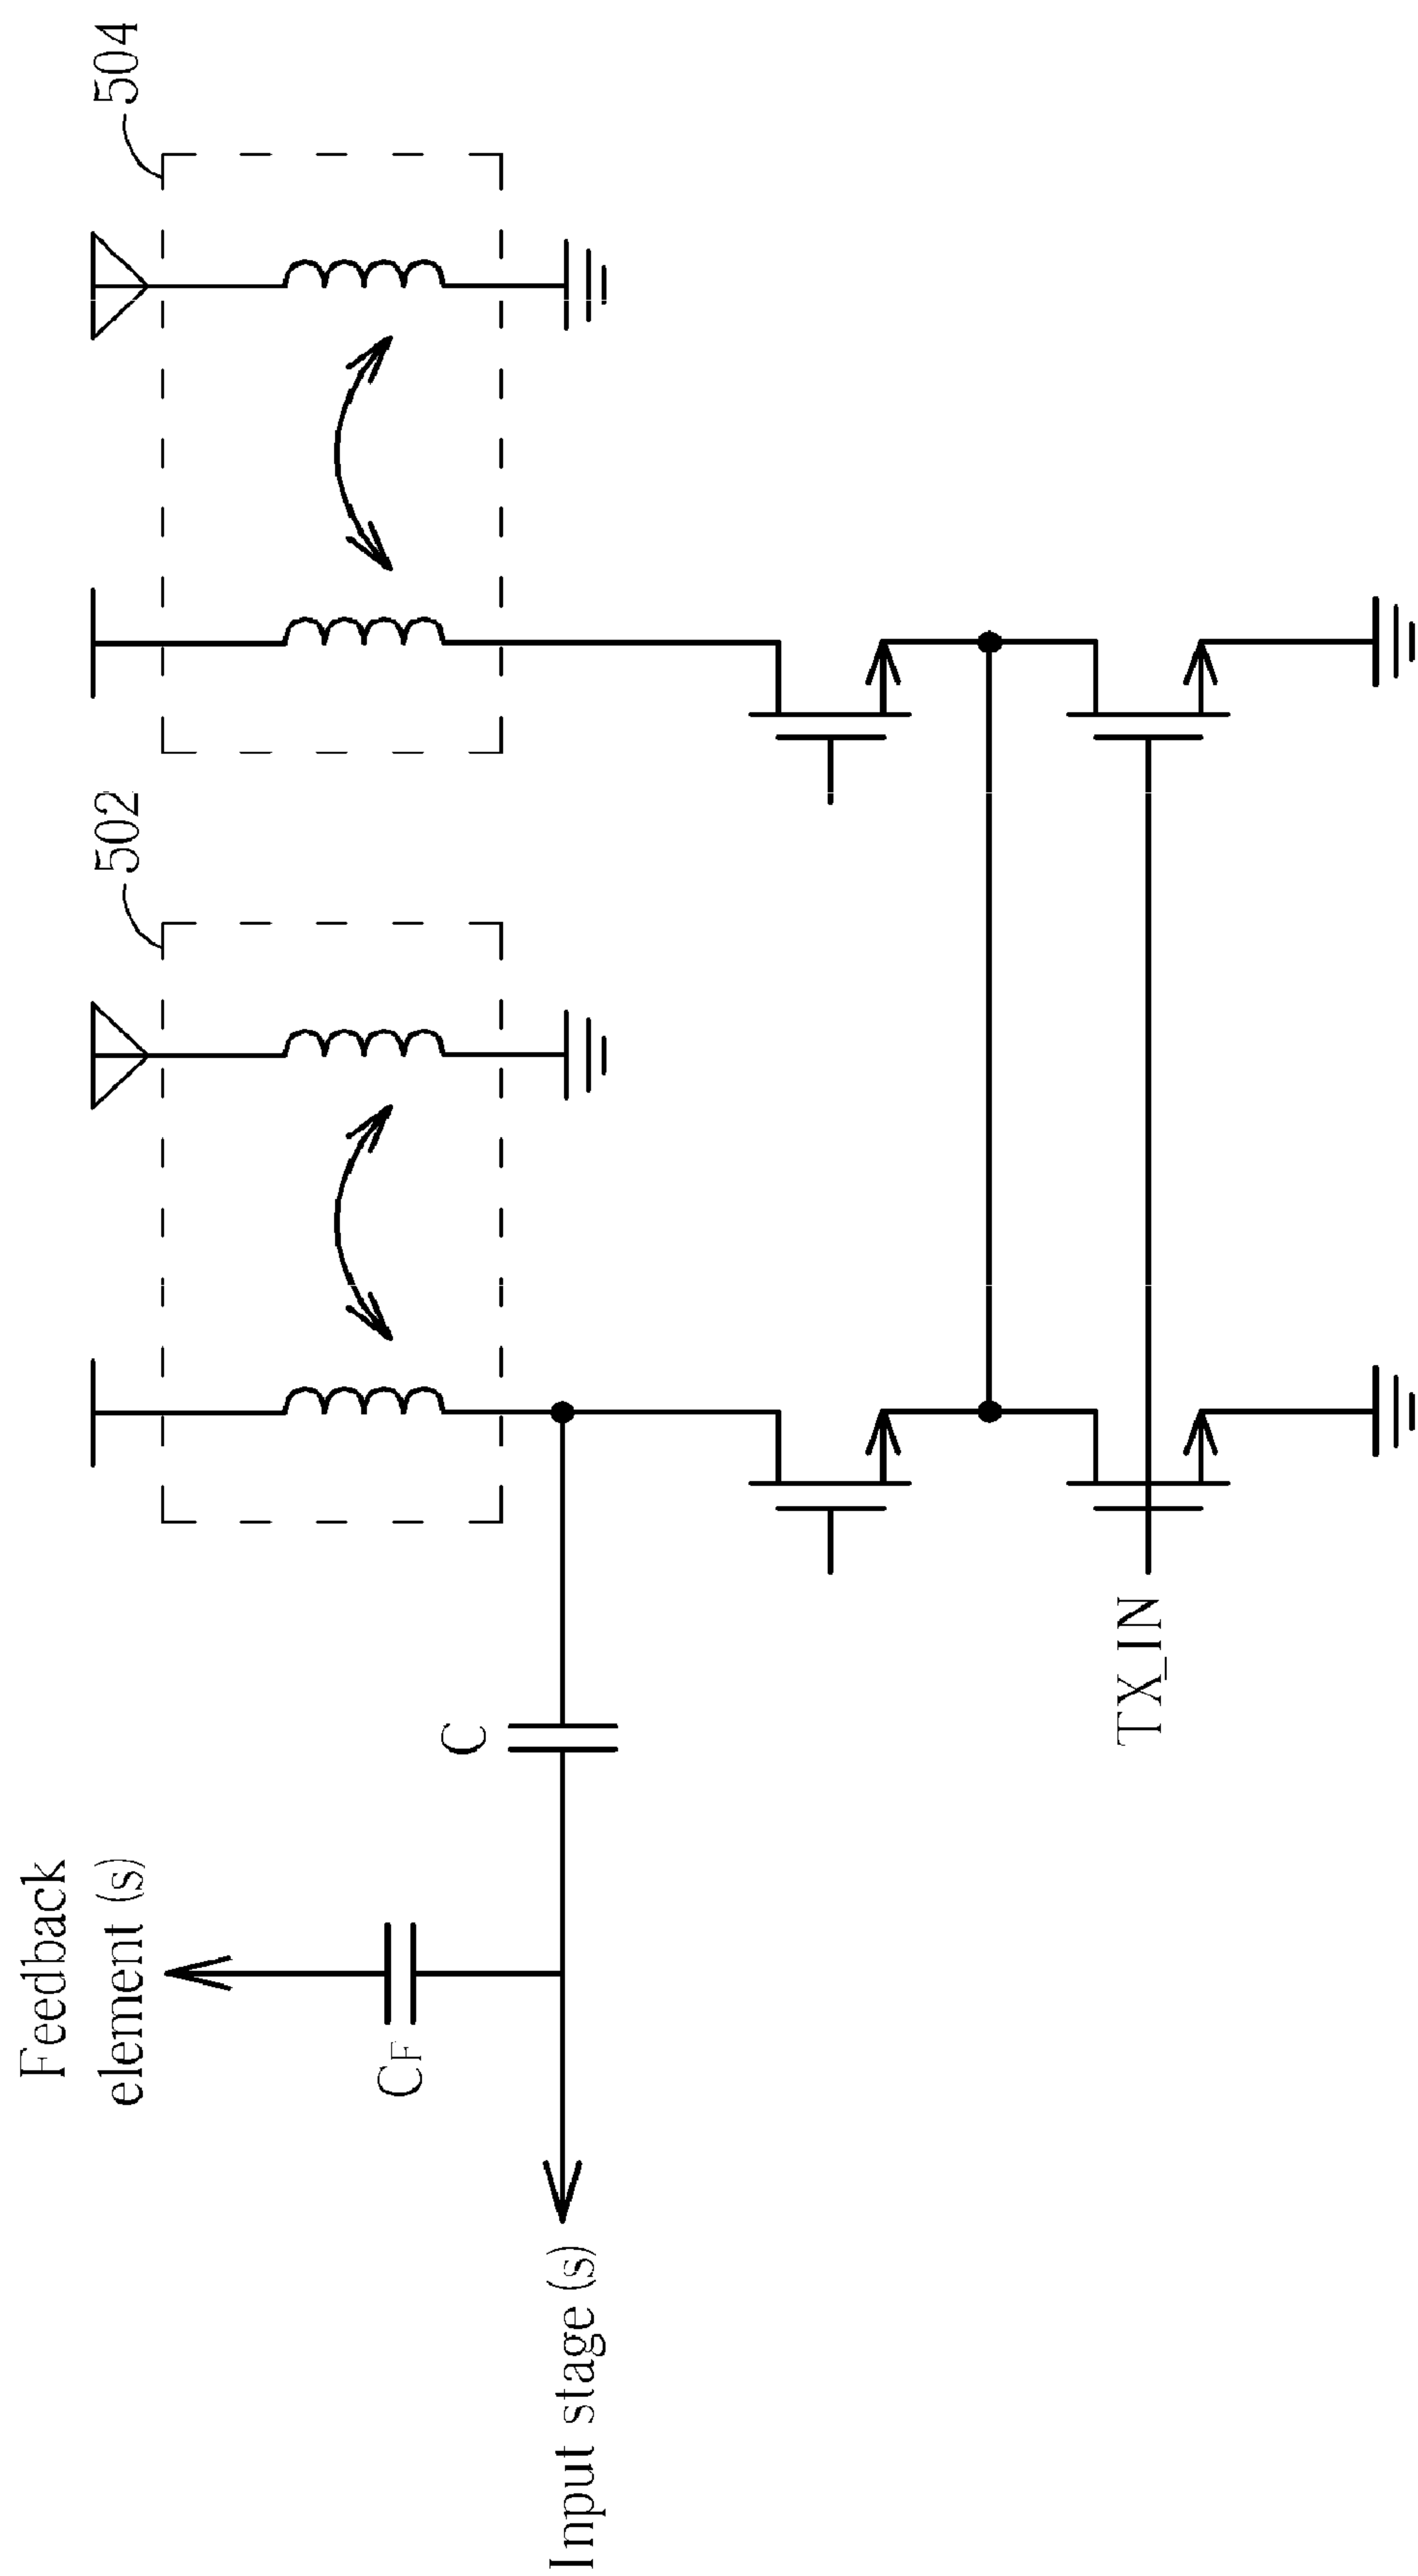 Feedback
element (s)
CF
Input stage (s)
C
TX_IN
502
504